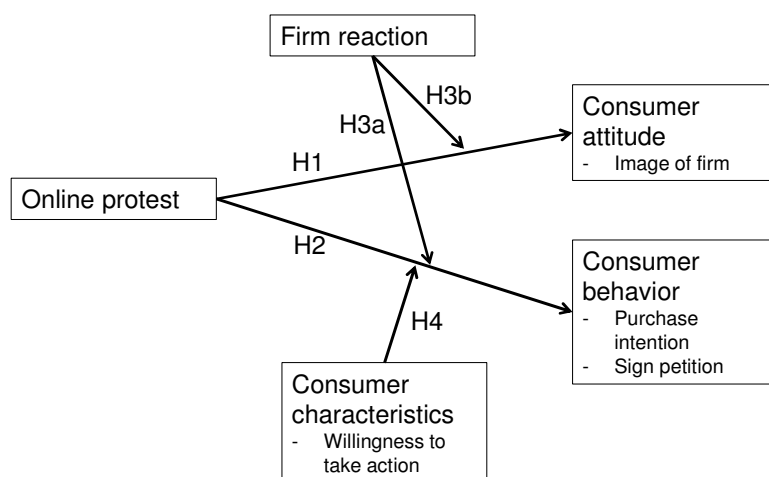 Firm reaction
H3b
H3a
Consumer
attitude
- Image of firm
H1
Online protest
H2
Consumer
behavior
- Purchase
intention
- Sign petition
H4
Consumer
characteristics
- Willingness to
take action